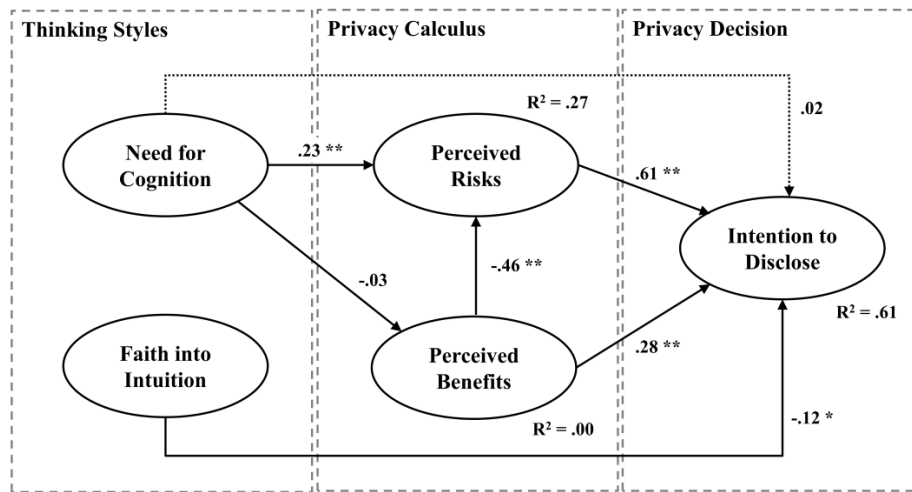 Thinking Styles
Privacy Calculus
Privacy Decision
R² = .27
.02
Need for
Cognition
.23 **
Perceived
Risks
.61 **
Intention to
Disclose
-.03
-.46 **
R² = .61
Faith into
Intuition
Perceived
Benefits
.28 **
R² = .00
-.12 *